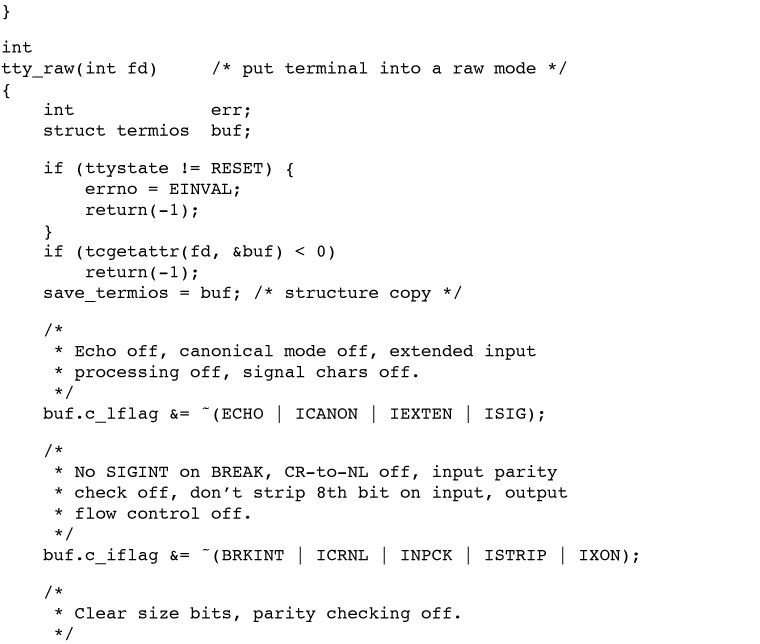 }

int
tty_raw(int fd)     /* put terminal into a raw mode */
{
    int             err;
    struct termios  buf;

    if (ttystate != RESET) {
        errno = EINVAL;
        return(-1);
    }
    if (tcgetattr(fd, &buf) < 0)
        return(-1);
    save_termios = buf; /* structure copy */

    /*
     * Echo off, canonical mode off, extended input
     * processing off, signal chars off.
     */
    buf.c_lflag &= ~(ECHO | ICANON | IEXTEN | ISIG);

    /*
     * No SIGINT on BREAK, CR-to-NL off, input parity
     * check off, don’t strip 8th bit on input, output
     * flow control off.
     */
    buf.c_iflag &= ~(BRKINT | ICRNL | INPCK | ISTRIP | IXON);

    /*
     * Clear size bits, parity checking off.
     */